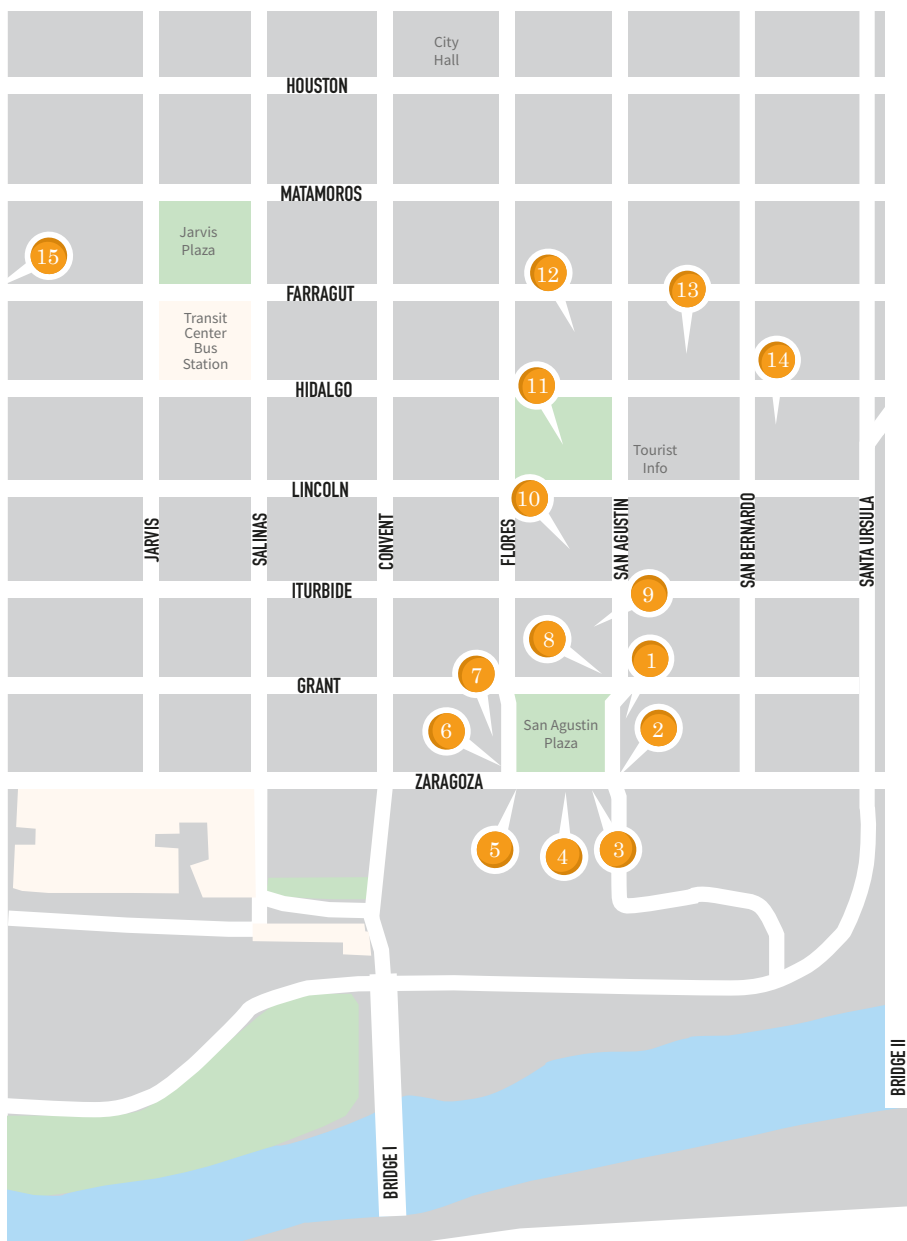 City
Hall
HOUSTON
MATAMOROS
Jarvis
Plaza
15
12
13
FARRAGUT
Transit
Center
Bus
Station
14
HIDALGO
11
Tourist
Info
LINCOLN
10
JARVIS
SALINAS
CONVENT
FLORES
SAN AGUSTIN
SAN BERNARDO
SANTA URSULA
ITURBIDE
9
8
1
7
GRANT
San Agustin
Plaza
6
2
ZARAGOZA
5
4
3
BRIDGE II
BRIDGE I